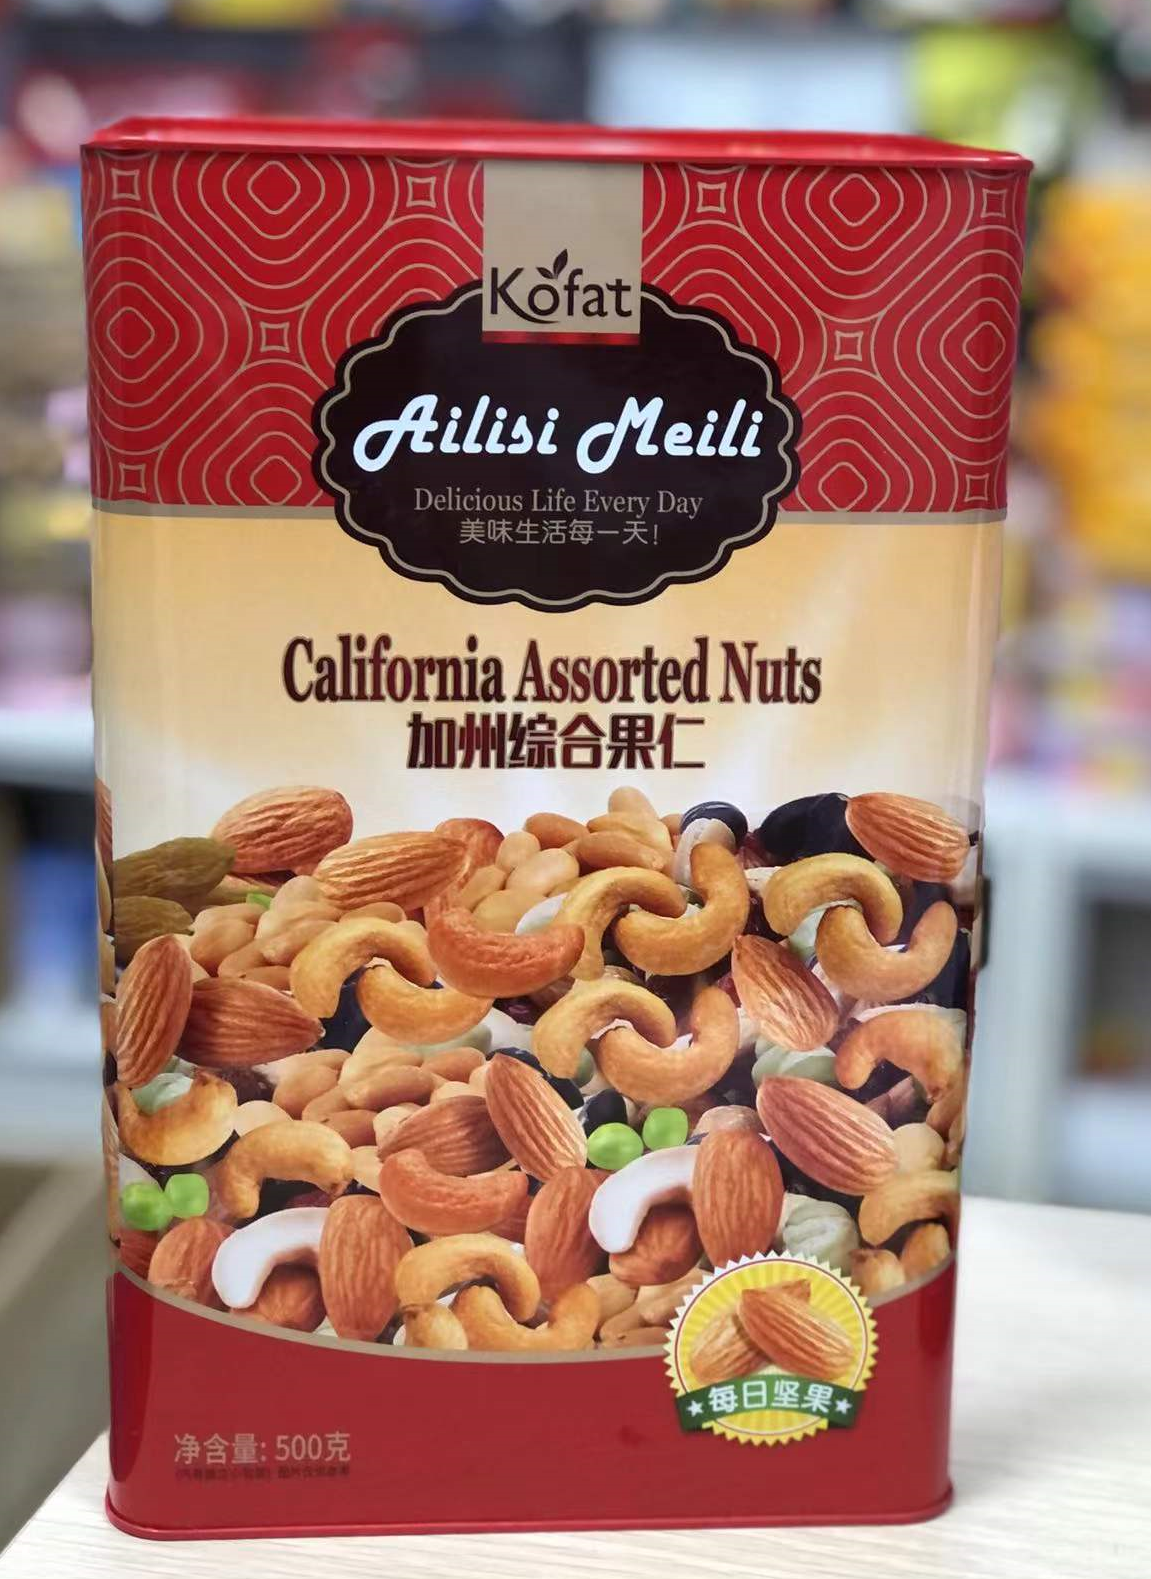 Kofat
Ailisi Meili
Delicious Life Every Day
美味生活每一天!
California Assorted Nuts
加州综合果仁
每日坚果
净含量: 500克